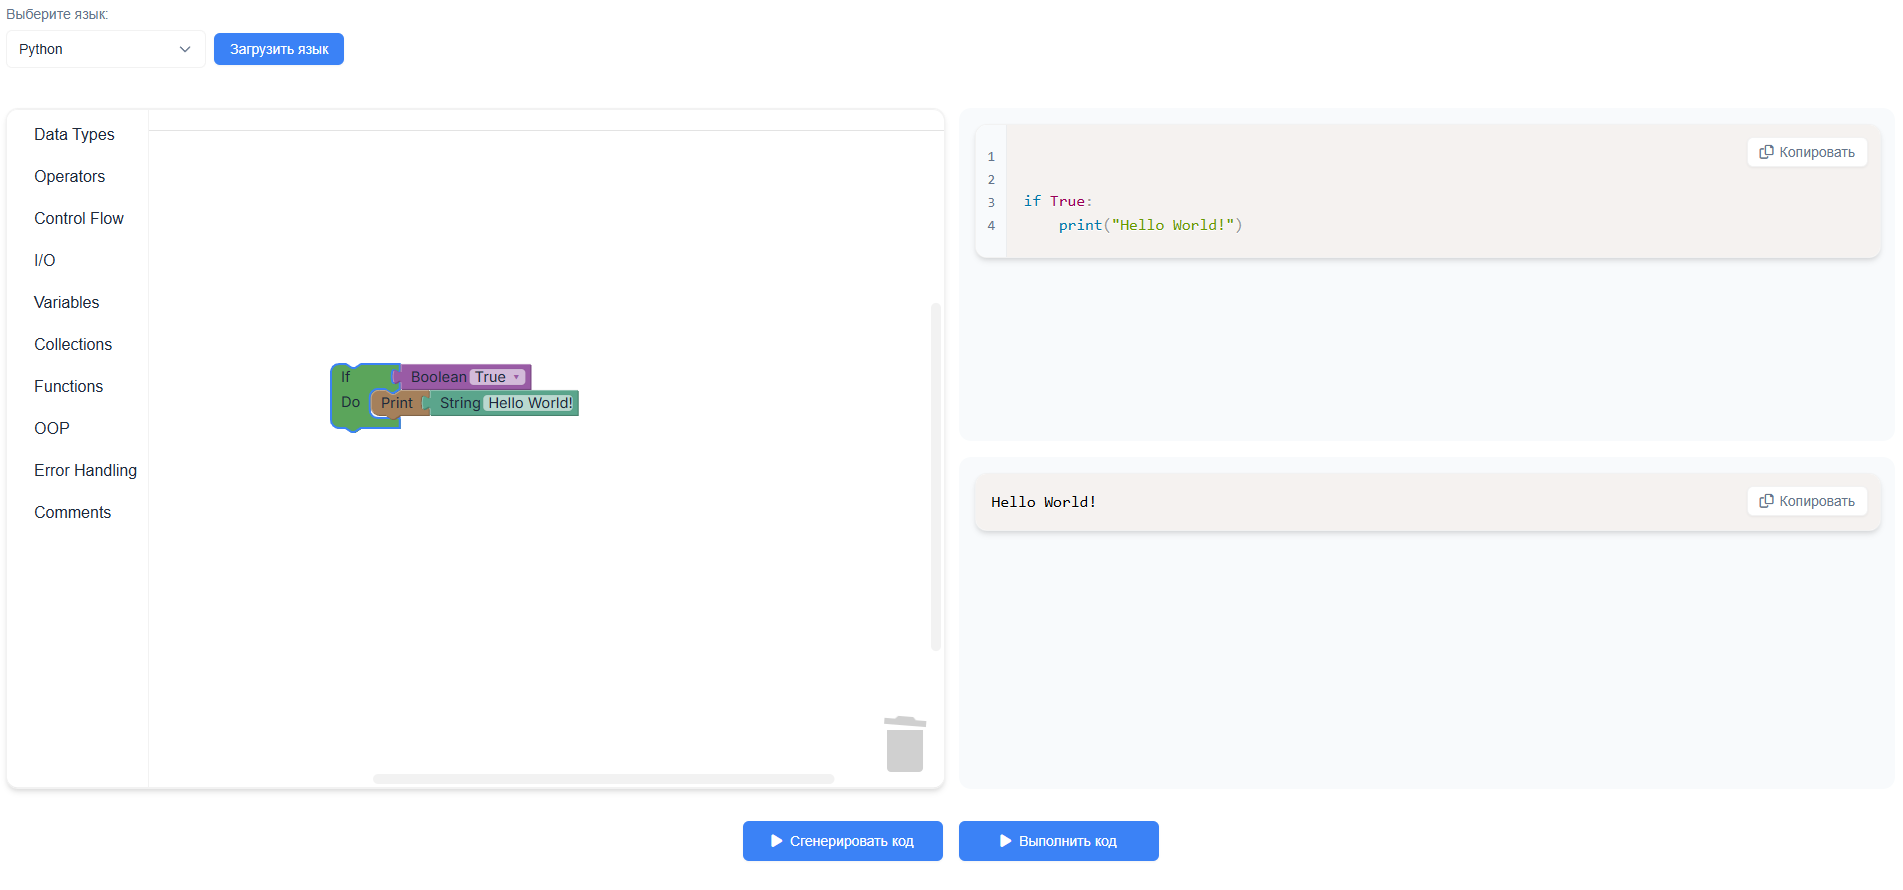 Выберите язык:
Python
Загрузить язык
Data Types
Operators
Control Flow
I/O
Variables
Collections
Functions
OOP
Error Handling
Comments
If Boolean True
Do Print String Hello World!
Копировать
1
2
3 if True:
4 print("Hello World!")
Hello World!
Копировать
Сгенерировать код
Выполнить код